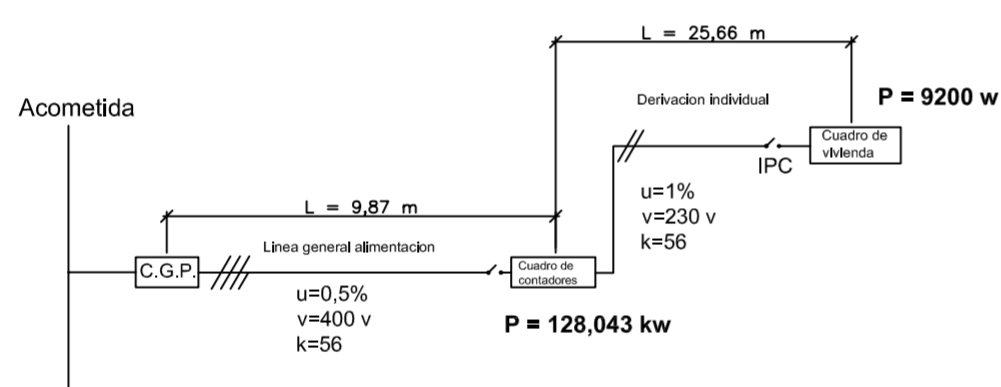 L = 25,66 m
Acometida
Derivacion individual
P = 9200 w
Cuadro de
vivienda
IPC
u=1%
v=230 v
k=56
L = 9,87 m
Linea general alimentacion
C.G.P.
Cuadro de
contadores
u=0,5%
v=400 v
k=56
P = 128,043 kw